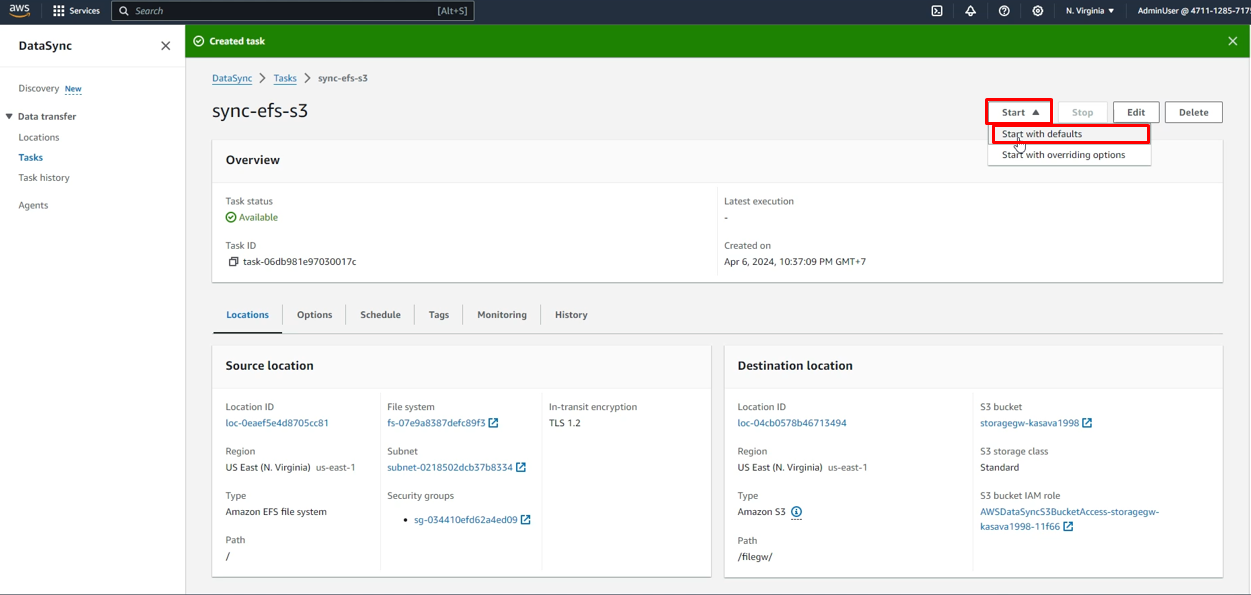 aws
Services
Search
[Alt+S]
N. Virginia
AdminUser @ 4711-1285-717
DataSync
Created task
Discovery New
Data transfer
Locations
Tasks
Task history
Agents
DataSync > Tasks > sync-efs-s3
sync-efs-s3
Start
Stop
Edit
Delete
Start with defaults
Start with overriding options
Overview
Task status
Available
Latest execution
-
Task ID
task-06db981e97030017c
Created on
Apr 6, 2024, 10:37:09 PM GMT+7
Locations
Options
Schedule
Tags
Monitoring
History
Source location
Location ID
loc-0eaef5e4d8705cc81
Region
US East (N. Virginia) us-east-1
Type
Amazon EFS file system
Path
/
File system
fs-07e9a8387defc89f3
Subnet
subnet-0218502dcb37b8334
Security groups
• sg-034410efd62a4ed09
In-transit encryption
TLS 1.2
Destination location
Location ID
loc-04cb0578b46713494
Region
US East (N. Virginia) us-east-1
Type
Amazon S3
Path
/filegw/
S3 bucket
storagegw-kasava1998
S3 storage class
Standard
S3 bucket IAM role
AWSDataSyncS3BucketAccess-storagegw-
kasava1998-11f66